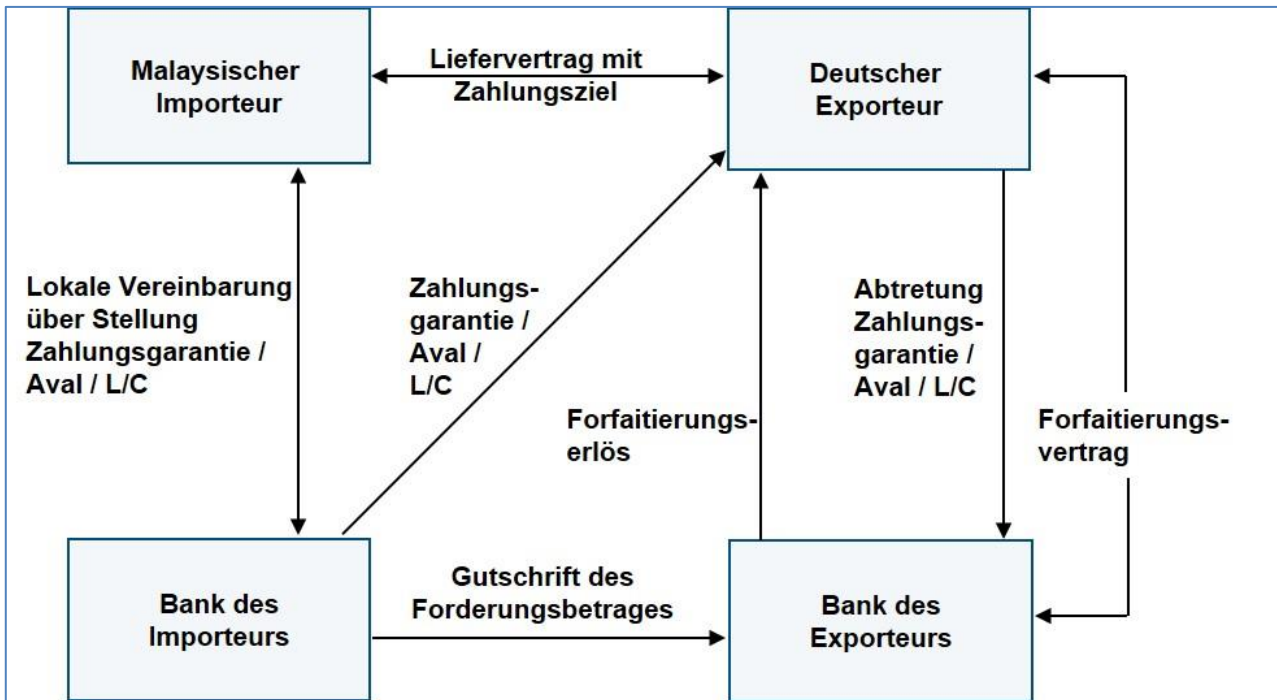 Malaysischer
Importeur
Liefervertrag mit
Zahlungsziel
Deutscher
Exporteur
Lokale Vereinbarung
über Stellung
Zahlungsgarantie /
Aval / L/C
Zahlungs-
garantie /
Aval /
L/C
Forfaitierungs-
erlös
Abtretung
Zahlungs-
garantie /
Aval / L/C
Forfaitierungs-
vertrag
Bank des
Importeurs
Gutschrift des
Forderungsbetrages
Bank des
Exporteurs